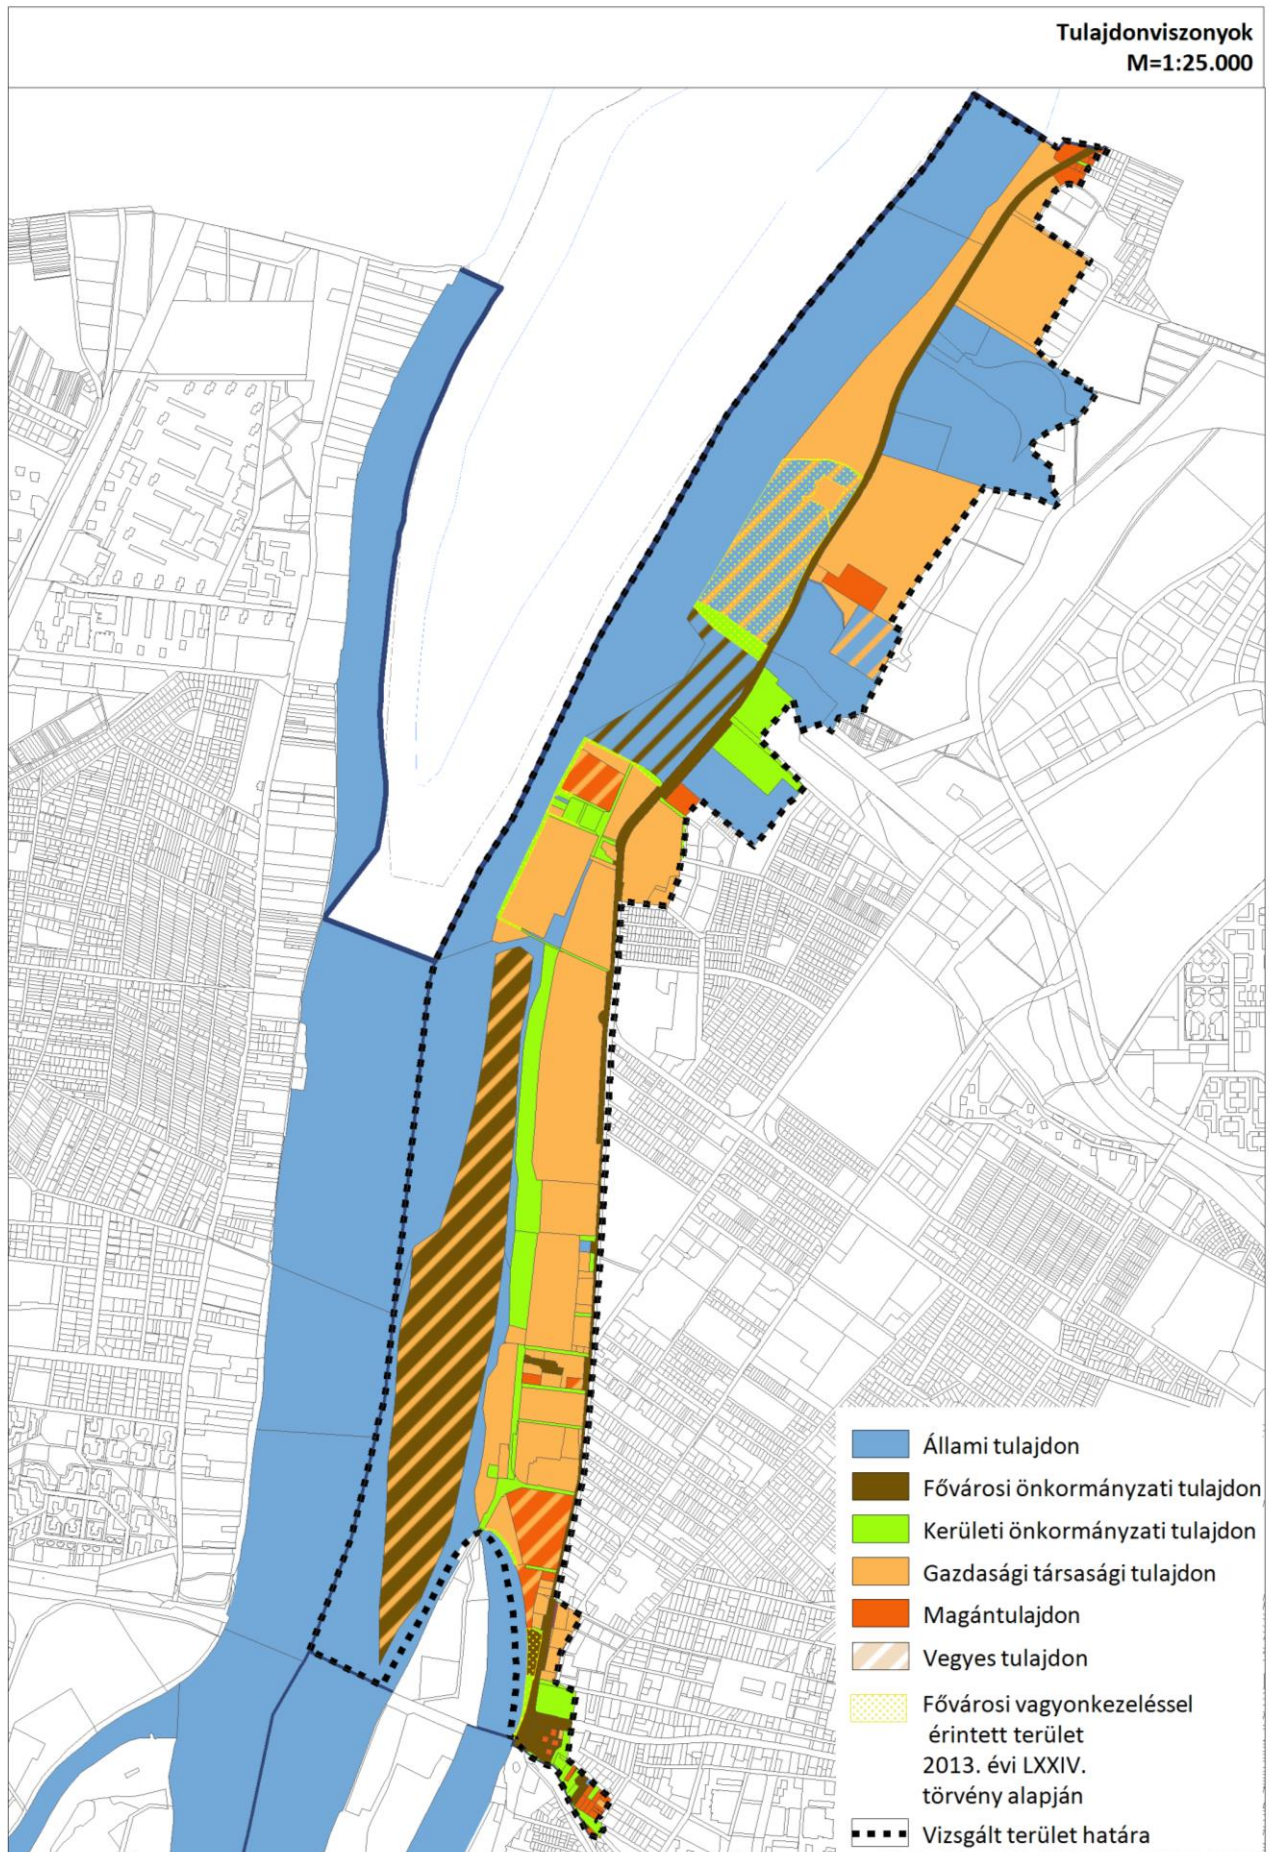 Tulajdonviszonyok
M=1:25.000
Állami tulajdon
Fővárosi önkormányzati tulajdon
Kerületi önkormányzati tulajdon
Gazdasági társasági tulajdon
Magántulajdon
Vegyes tulajdon
Fővárosi vagyonkezeléssel
érintett terület
2013. évi LXXIV.
törvény alapján
Vizsgált terület határa